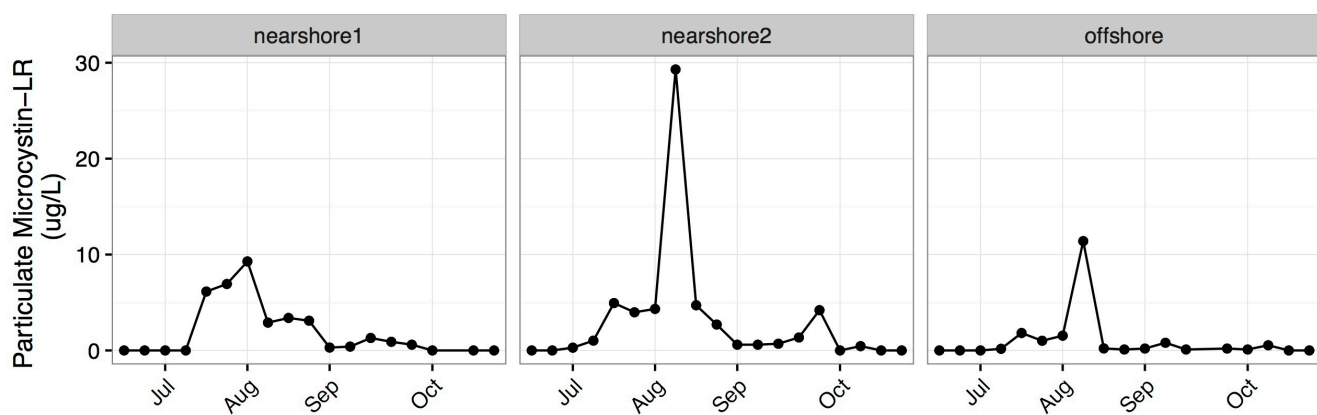 nearshore1
nearshore2
offshore
Particulate Microcystin−LR
(ug/L)
30
20
10
0
Jul
Aug
Sep
Oct
Jul
Aug
Sep
Oct
Jul
Aug
Sep
Oct